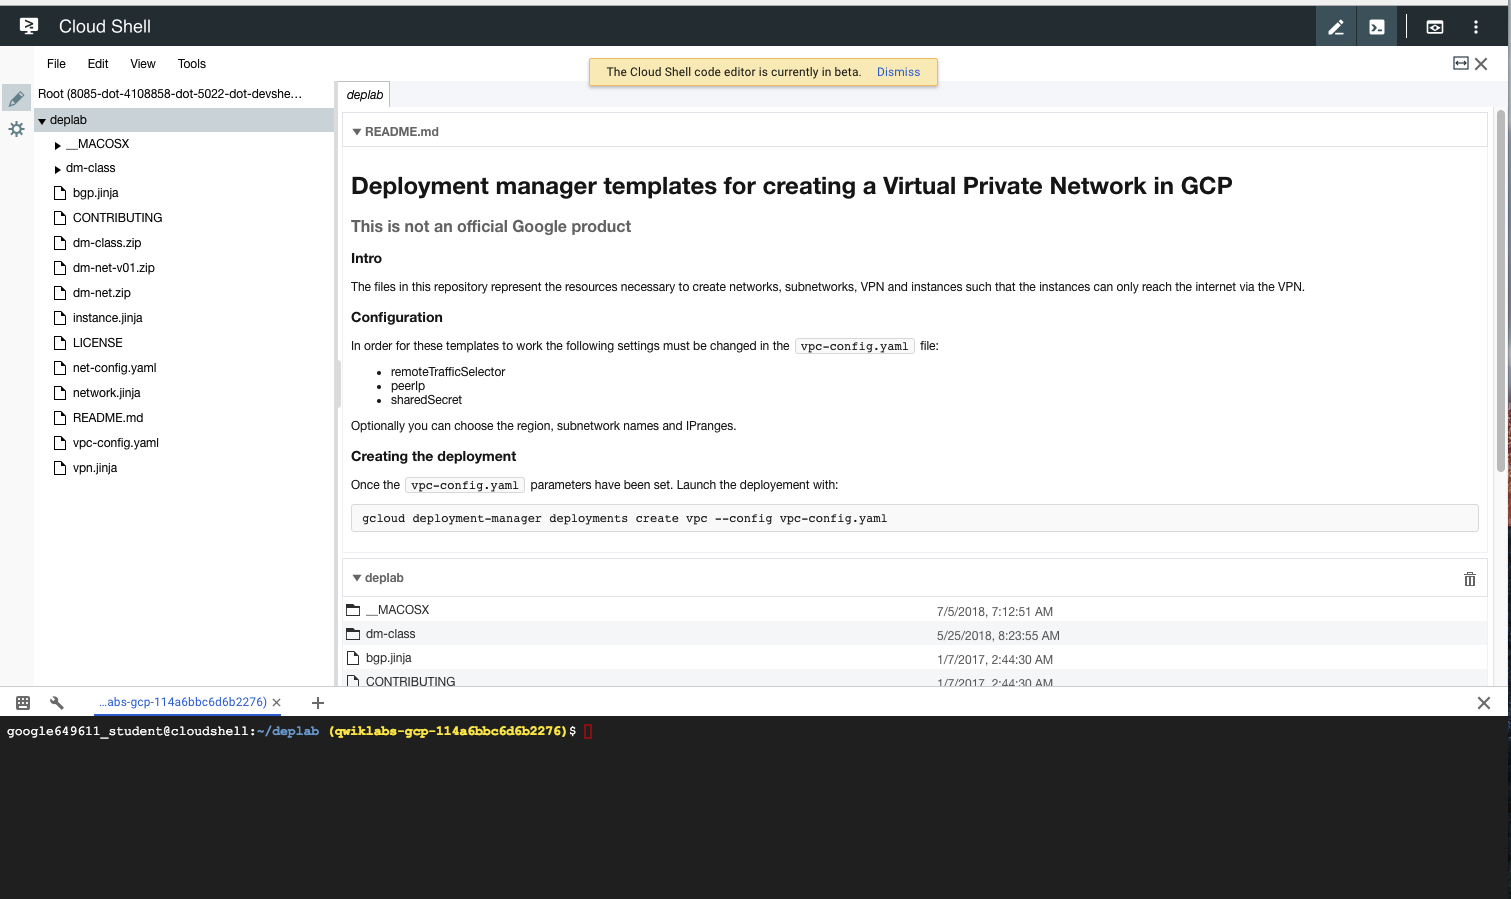 Cloud Shell
File Edit View Tools
The Cloud Shell code editor is currently in beta. Dismiss
Root (8085-dot-4108858-dot-5022-dot-devshe...
deplab
__MACOSX
dm-class
bgp.jinja
CONTRIBUTING
dm-class.zip
dm-net-v01.zip
dm-net.zip
instance.jinja
LICENSE
net-config.yaml
network.jinja
README.md
vpc-config.yaml
vpn.jinja
deplab
README.md
Deployment manager templates for creating a Virtual Private Network in GCP
This is not an official Google product
Intro
The files in this repository represent the resources necessary to create networks, subnetworks, VPN and instances such that the instances can only reach the internet via the VPN.
Configuration
In order for these templates to work the following settings must be changed in the vpc-config.yaml file:
remoteTrafficSelector
peerIp
sharedSecret
Optionally you can choose the region, subnetwork names and IPranges.
Creating the deployment
Once the vpc-config.yaml parameters have been set. Launch the deployement with:
gcloud deployment-manager deployments create vpc --config vpc-config.yaml
deplab
__MACOSX 7/5/2018, 7:12:51 AM
dm-class 5/25/2018, 8:23:55 AM
bgp.jinja 1/7/2017, 2:44:30 AM
CONTRIBUTING 1/7/2017, 2:44:30 AM
...abs-gcp-114a6bbc6d6b2276)
google649611_student@cloudshell:~/deplab (qwiklabs-gcp-114a6bbc6d6b2276)$